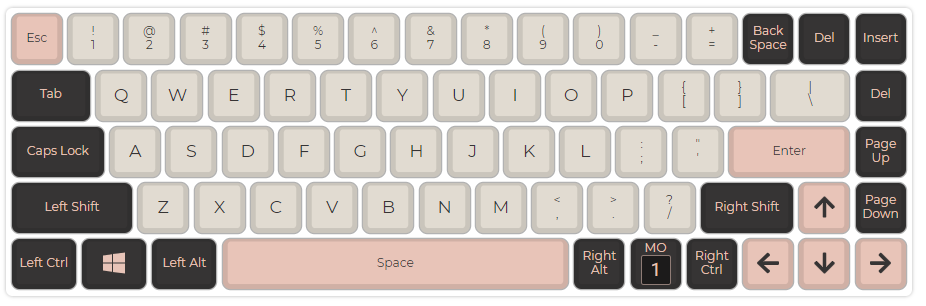 Esc ! 1 @ 2 # 3 $ 4 % 5 ^ 6 & 7 * 8 ( 9 ) 0 _ - + = Back Space Del Insert
Tab Q W E R T Y U I O P { [ } ] | \ Del
Caps Lock A S D F G H J K L : ; " ' Enter Page Up
Left Shift Z X C V B N M < , > . ? / Right Shift ↑ Page Down
Left Ctrl Left Alt Space Right Alt MO 1 Right Ctrl ← ↓ →